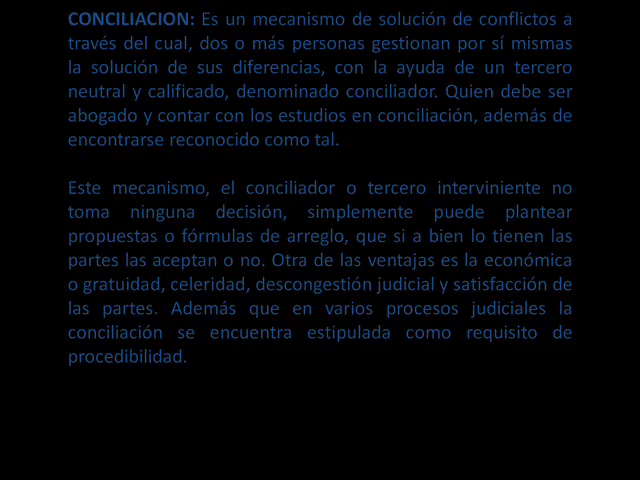 CONCILIACION: Es un mecanismo de solución de conflictos a
través del cual, dos o más personas gestionan por sí mismas
la solución de sus diferencias, con la ayuda de un tercero
neutral y calificado, denominado conciliador. Quien debe ser
abogado y contar con los estudios en conciliación, además de
encontrarse reconocido como tal.
Este mecanismo, el conciliador o tercero interviniente no
toma ninguna decisión, simplemente puede plantear
propuestas o fórmulas de arreglo, que si a bien lo tienen las
partes las aceptan o no. Otra de las ventajas es la económica
o gratuidad, celeridad, descongestión judicial y satisfacción de
las partes. Además que en varios procesos judiciales la
conciliación se encuentra estipulada como requisito de
procedibilidad.